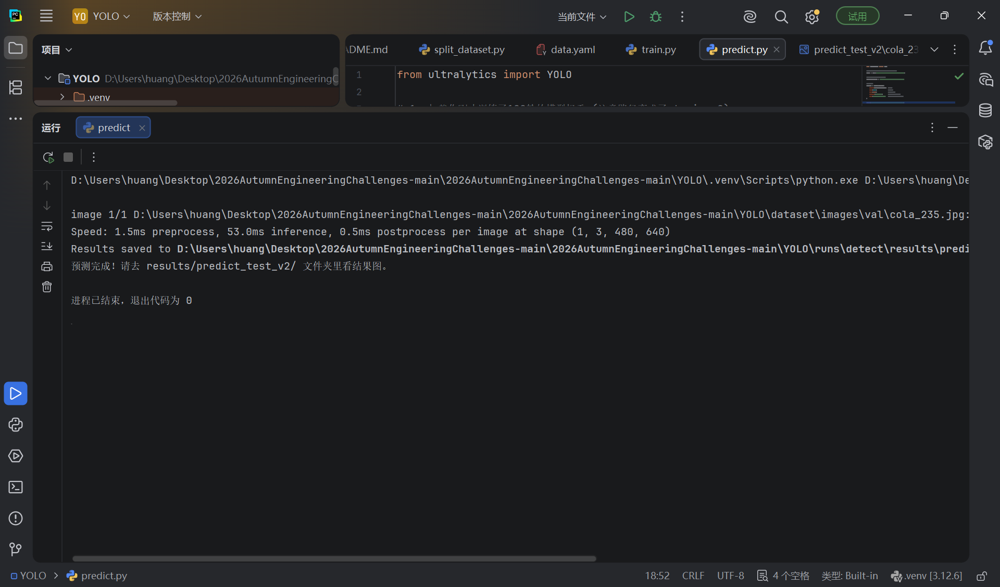 YO YOLO 版本控制 当前文件 试用
项目
YOLO D:\Users\huang\Desktop\2026AutumnEngineeringC
.venv
DME.md split_dataset.py data.yaml train.py predict.py predict_test_v2\cola_23
1 from ultralytics import YOLO
2
运行 predict
D:\Users\huang\Desktop\2026AutumnEngineeringChallenges-main\2026AutumnEngineeringChallenges-main\YOLO\.venv\Scripts\python.exe D:\Users\huang\De
image 1/1 D:\Users\huang\Desktop\2026AutumnEngineeringChallenges-main\2026AutumnEngineeringChallenges-main\YOLO\dataset\images\val\cola_235.jpg:
Speed: 1.5ms preprocess, 53.0ms inference, 0.5ms postprocess per image at shape (1, 3, 480, 640)
Results saved to D:\Users\huang\Desktop\2026AutumnEngineeringChallenges-main\2026AutumnEngineeringChallenges-main\YOLO\runs\detect\results\predi
预测完成！请去 results/predict_test_v2/ 文件夹里看结果图。
进程已结束，退出代码为 0
YOLO predict.py 18:52 CRLF UTF-8 4 个空格 类型: Built-in .venv [3.12.6]